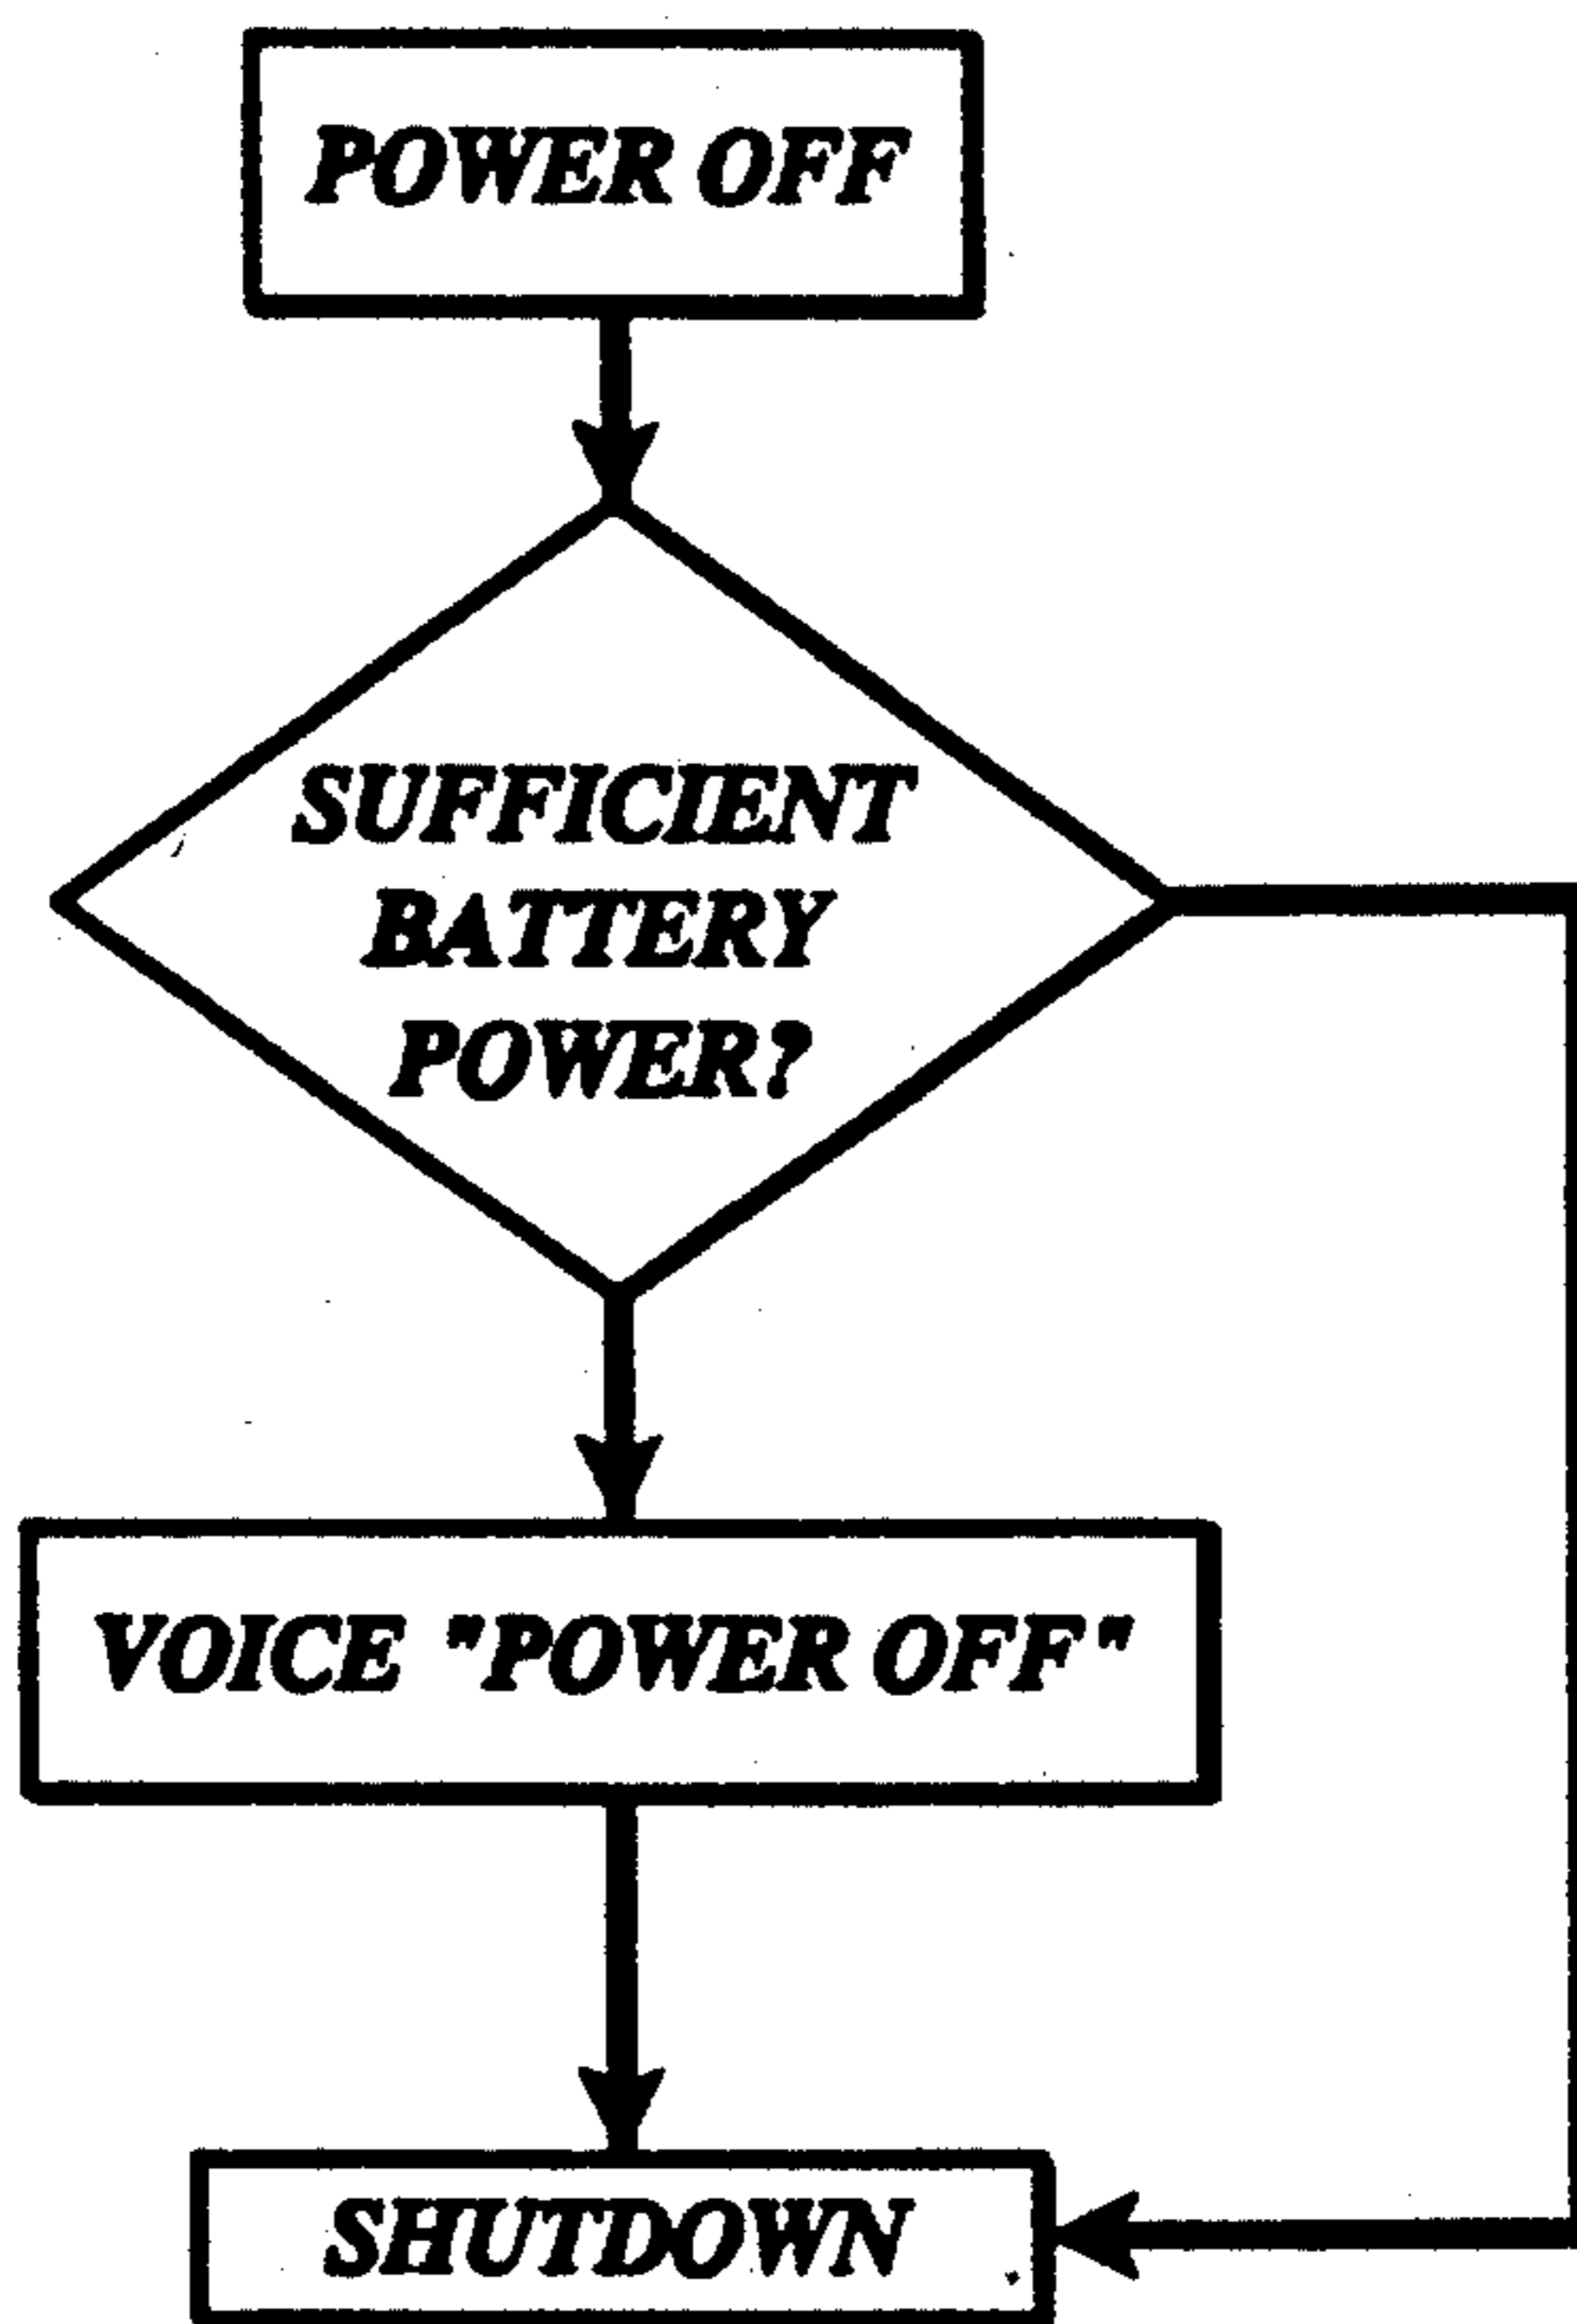 POWER OFF
SUFFICIENT
BATTERY
POWER?
VOICE "POWER OFF"
SHUTDOWN